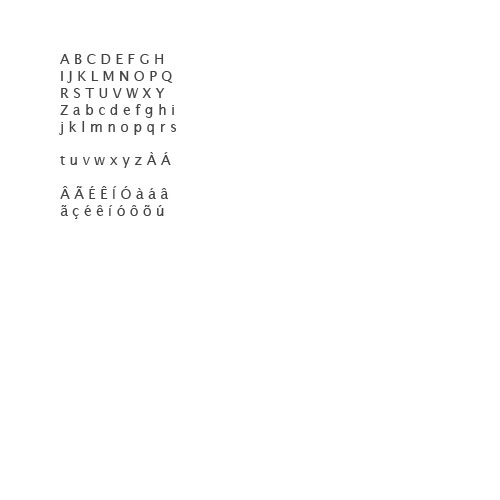 A B C D E F G H
I J K L M N O P Q
R S T U V W X Y
Z a b c d e f g h i
j k l m n o p q r s
t u v w x y z À Á
Â Ã É Ê Í Ó à á â
ã ç é ê í ó ô õ ú